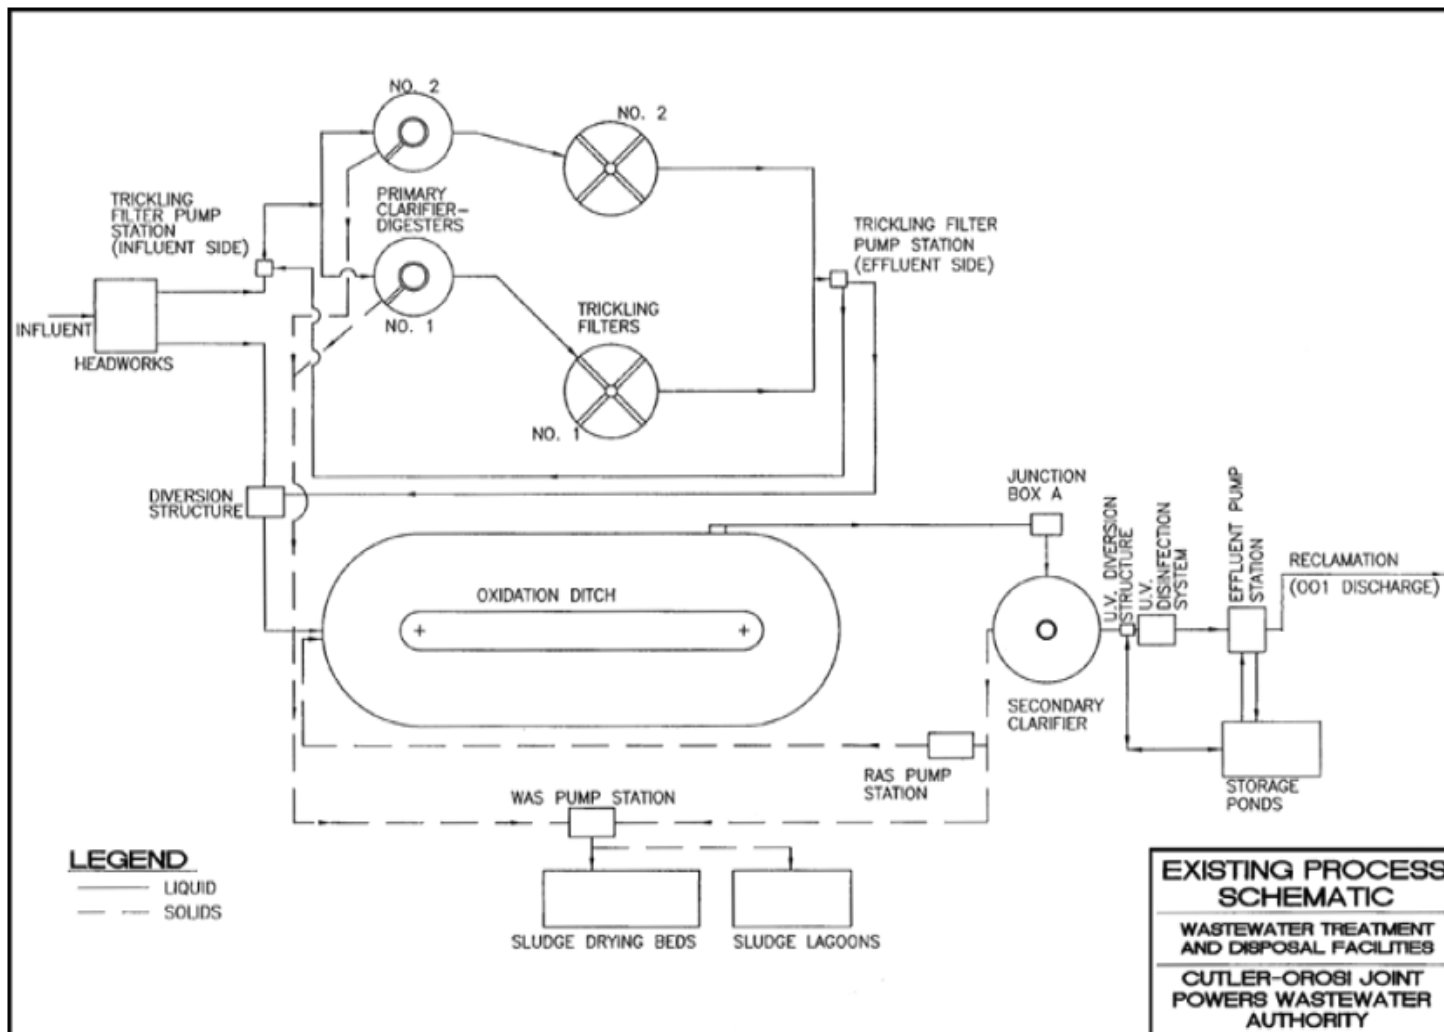 NO. 2
NO. 2
TRICKLING
FILTER PUMP
STATION
(INFLUENT SIDE)
PRIMARY
CLARIFIER-
DIGESTERS
TRICKLING FILTER
PUMP STATION
(EFFLUENT SIDE)
INFLUENT
HEADWORKS
NO. 1
TRICKLING
FILTERS
NO. 1
DIVERSION
STRUCTURE
JUNCTION
BOX A
U.V. DIVERSION
STRUCTURE
U.V.
DISINFECTION
SYSTEM
EFFLUENT PUMP
STATION
RECLAMATION
(001 DISCHARGE)
OXIDATION DITCH
SECONDARY
CLARIFIER
RAS PUMP
STATION
STORAGE
PONDS
WAS PUMP STATION
SLUDGE DRYING BEDS
SLUDGE LAGOONS
LEGEND
LIQUID
SOLIDS
EXISTING PROCESS
SCHEMATIC
WASTEWATER TREATMENT
AND DISPOSAL FACILITIES
CUTLER-OROSI JOINT
POWERS WASTEWATER
AUTHORITY